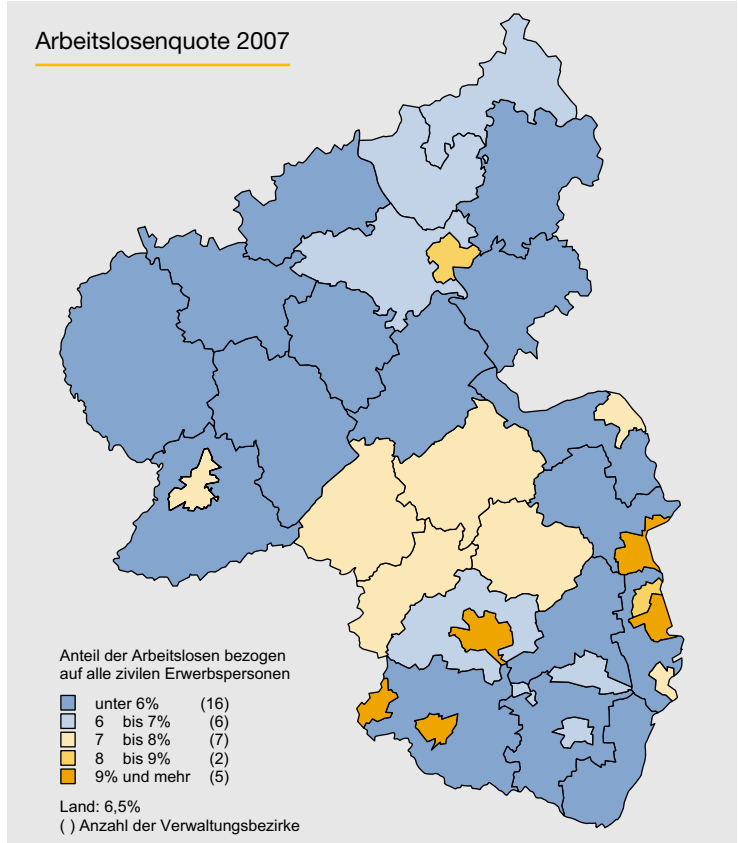 Arbeitslosenquote 2007
Anteil der Arbeitslosen bezogen
auf alle zivilen Erwerbspersonen
unter 6% (16)
6 bis 7% (6)
7 bis 8% (7)
8 bis 9% (2)
9% und mehr (5)
Land: 6,5%
( ) Anzahl der Verwaltungsbezirke